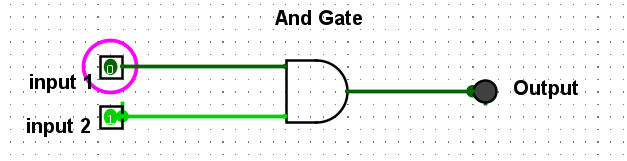 And Gate
0
input 1
Output
1
input 2